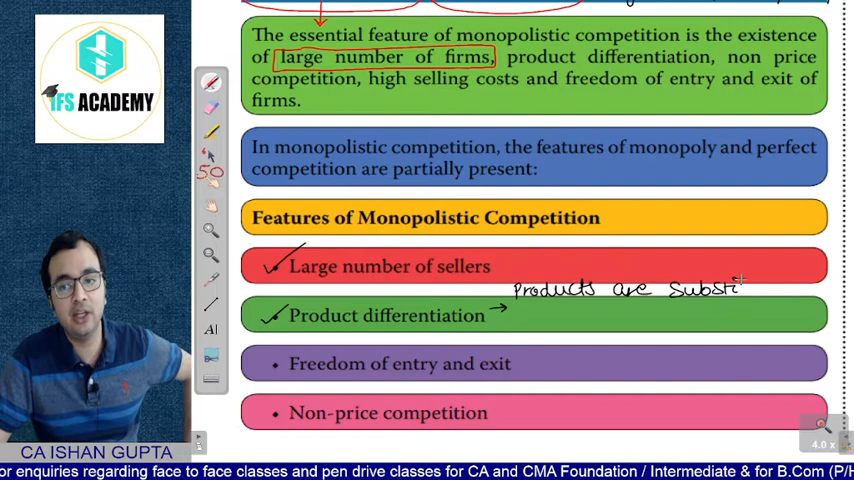 The essential feature of monopolistic competition is the existence
of large number of firms, product differentiation, non price
competition, high selling costs and freedom of entry and exit of
firms.
IFS ACADEMY
50
In monopolistic competition, the features of monopoly and perfect
competition are partially present:
Features of Monopolistic Competition
Large number of sellers
Products are Substi
Product differentiation →
• Freedom of entry and exit
• Non-price competition
A
4.0 x
CA ISHAN GUPTA
or enquiries regarding face to face classes and pen drive classes for CA and CMA Foundation / Intermediate & for B.Com (P/H